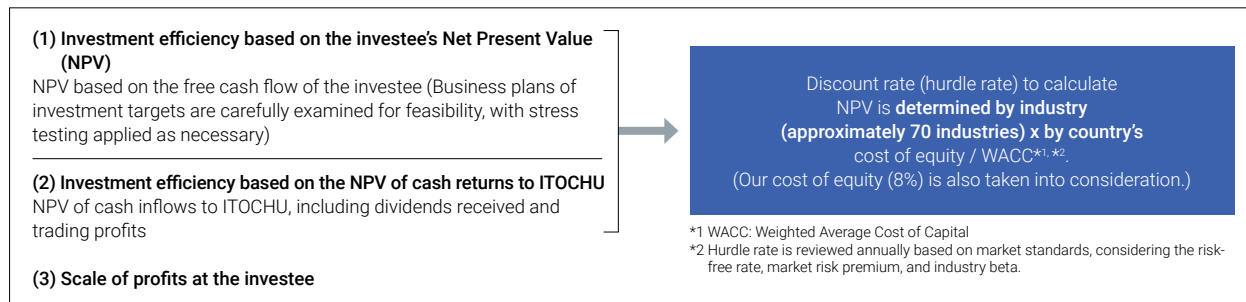 (1) Investment efficiency based on the investee’s Net Present Value
(NPV)
NPV based on the free cash flow of the investee (Business plans of
investment targets are carefully examined for feasibility, with stress
testing applied as necessary)
(2) Investment efficiency based on the NPV of cash returns to ITOCHU
NPV of cash inflows to ITOCHU, including dividends received and
trading profits
(3) Scale of profits at the investee
Discount rate (hurdle rate) to calculate
NPV is determined by industry
(approximately 70 industries) x by country’s
cost of equity / WACC*1, *2.
(Our cost of equity (8%) is also taken into consideration.)
*1 WACC: Weighted Average Cost of Capital
*2 Hurdle rate is reviewed annually based on market standards, considering the risk-
free rate, market risk premium, and industry beta.